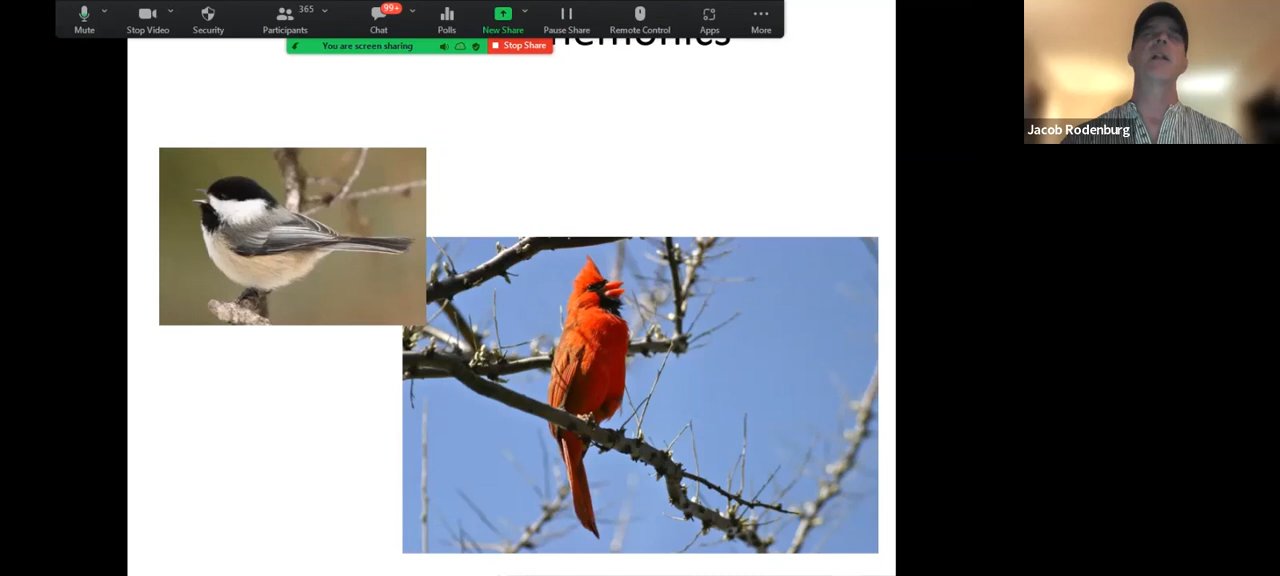 365
99+
Mute
Stop Video
Security
Participants
Chat
Polls
New Share
Pause Share
Remote Control
Apps
More
You are screen sharing
Stop Share
Jacob Rodenburg